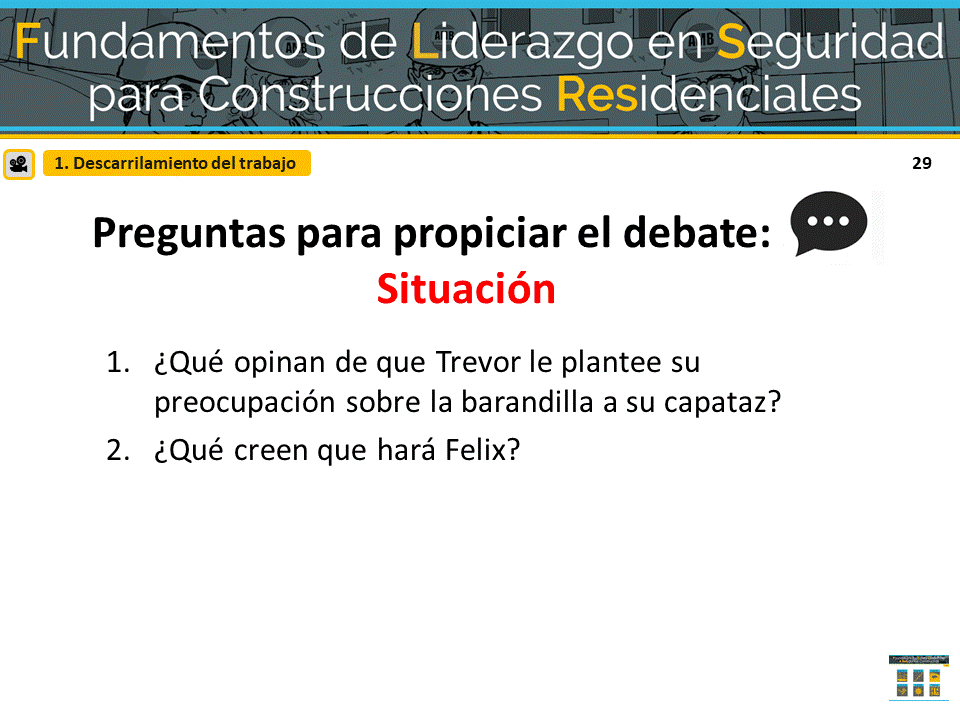 Fundamentos de Liderazgo en Seguridad
para Construcciones Residenciales
1. Descarrilamiento del trabajo
29
Preguntas para propiciar el debate:
Situación
1. ¿Qué opinan de que Trevor le plantee su
preocupación sobre la barandilla a su capataz?
2. ¿Qué creen que hará Felix?